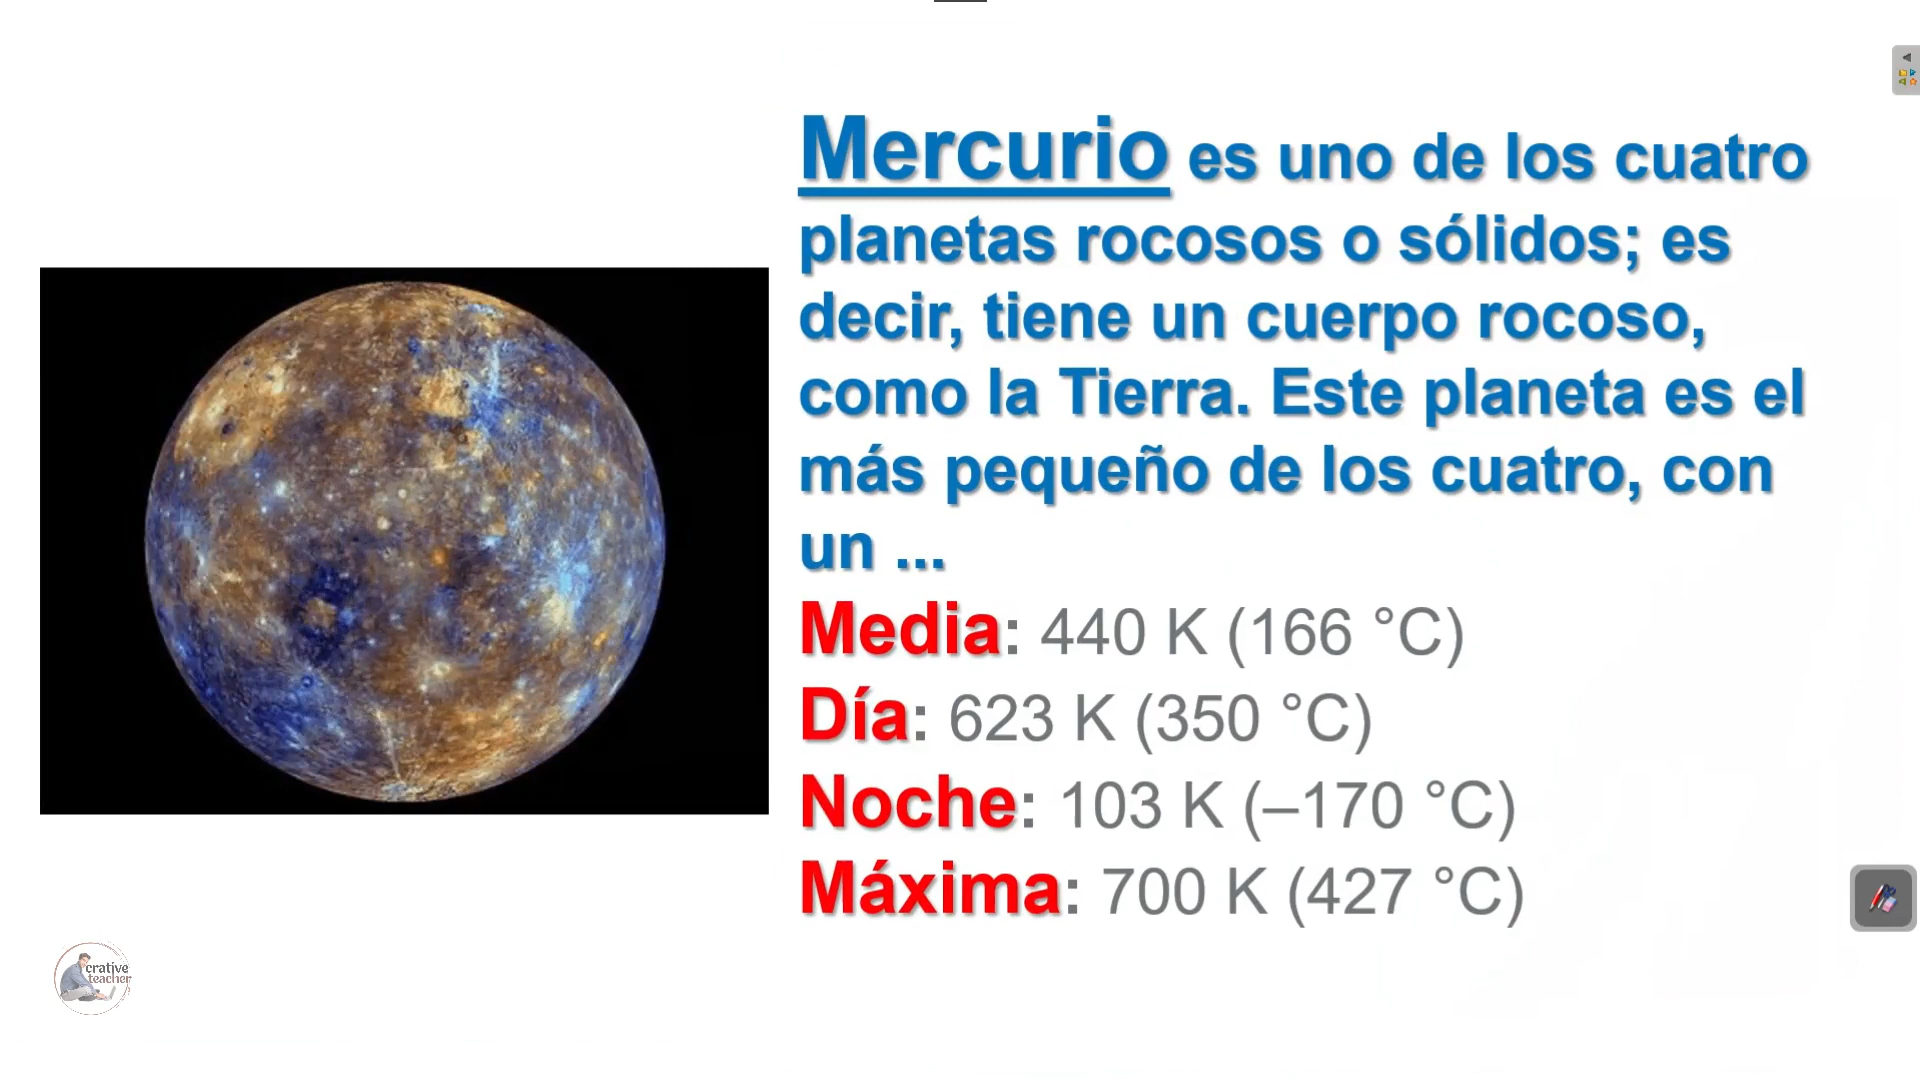 Mercurio es uno de los cuatro
planetas rocosos o sólidos; es
decir, tiene un cuerpo rocoso,
como la Tierra. Este planeta es el
más pequeño de los cuatro, con
un ...
Media: 440 K (166 °C)
Día: 623 K (350 °C)
Noche: 103 K (–170 °C)
Máxima: 700 K (427 °C)
crative
teacher